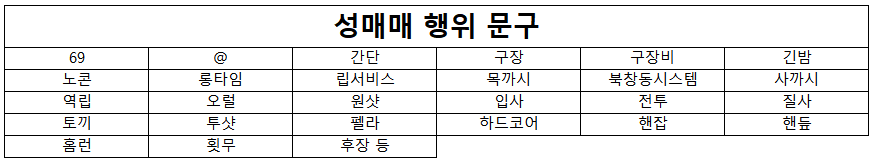 성매매 행위 문구
69 @ 간단 구장 구장비 긴밤
노콘 롱타임 립서비스 목까시 북창동시스템 사까시
역립 오럴 원샷 입사 전투 질사
토끼 투샷 펠라 하드코어 핸잡 핸듶
홈런 횟무 후장 등